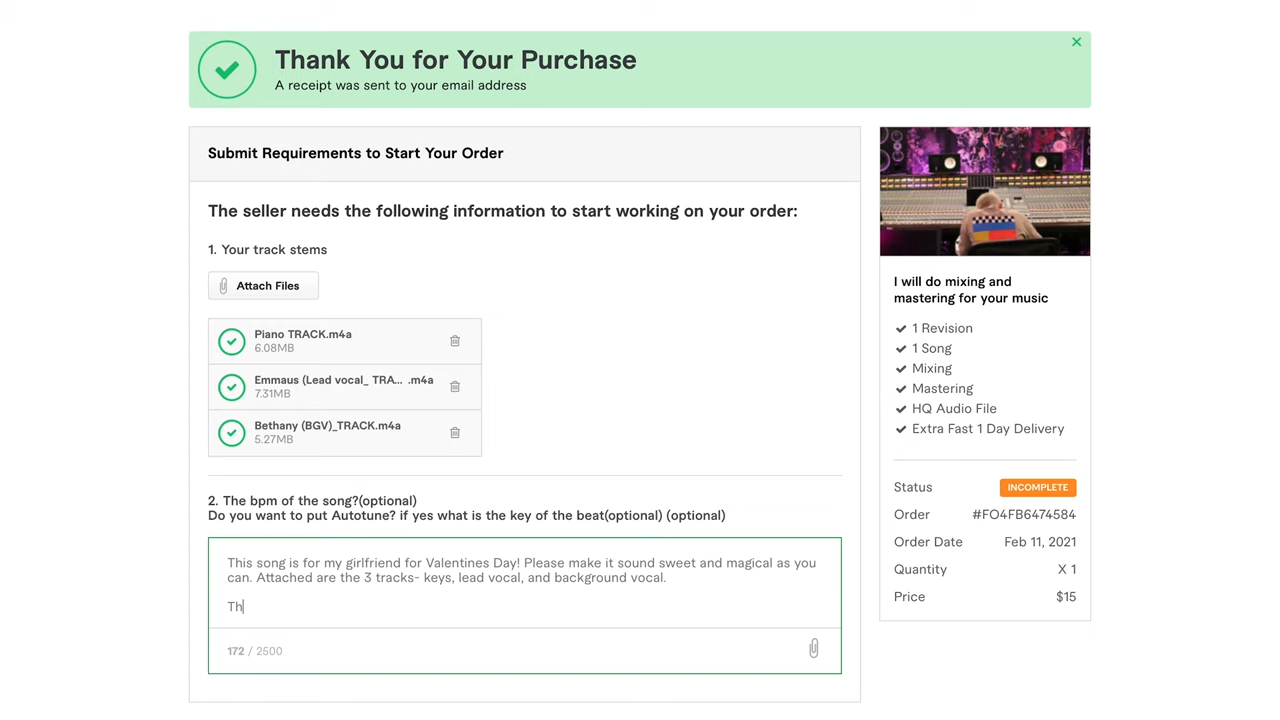 Thank You for Your Purchase
A receipt was sent to your email address
Submit Requirements to Start Your Order
The seller needs the following information to start working on your order:
1. Your track stems
Attach Files
Piano TRACK.m4a
6.08MB
Emmaus (Lead vocal_ TRA... .m4a
7.31MB
Bethany (BGV)_TRACK.m4a
5.27MB
2. The bpm of the song?(optional)
Do you want to put Autotune? if yes what is the key of the beat(optional) (optional)
This song is for my girlfriend for Valentines Day! Please make it sound sweet and magical as you
can. Attached are the 3 tracks- keys, lead vocal, and background vocal.
Th
172 / 2500
I will do mixing and
mastering for your music
1 Revision
1 Song
Mixing
Mastering
HQ Audio File
Extra Fast 1 Day Delivery
Status INCOMPLETE
Order #FO4FB6474584
Order Date Feb 11, 2021
Quantity X 1
Price $15